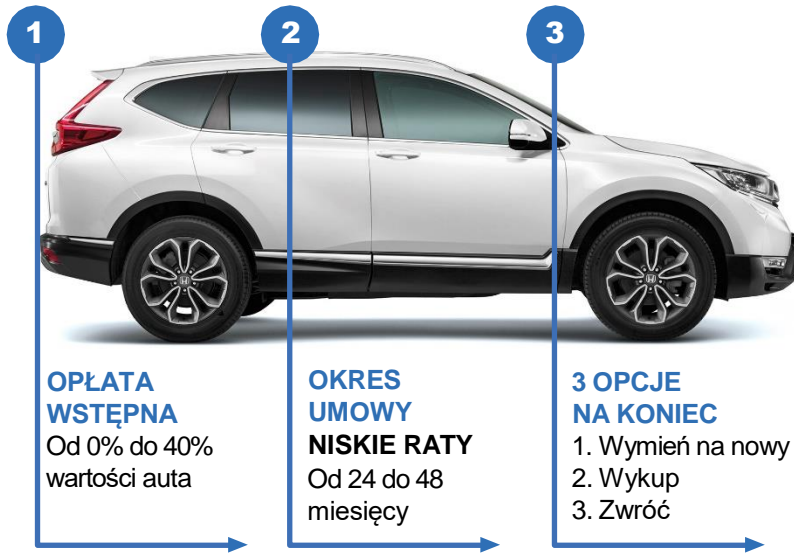 1
2
3
OPŁATA
WSTĘPNA
Od 0% do 40%
wartości auta
OKRES
UMOWY
NISKIE RATY
Od 24 do 48
miesięcy
3 OPCJE
NA KONIEC
1. Wymień na nowy
2. Wykup
3. Zwróć